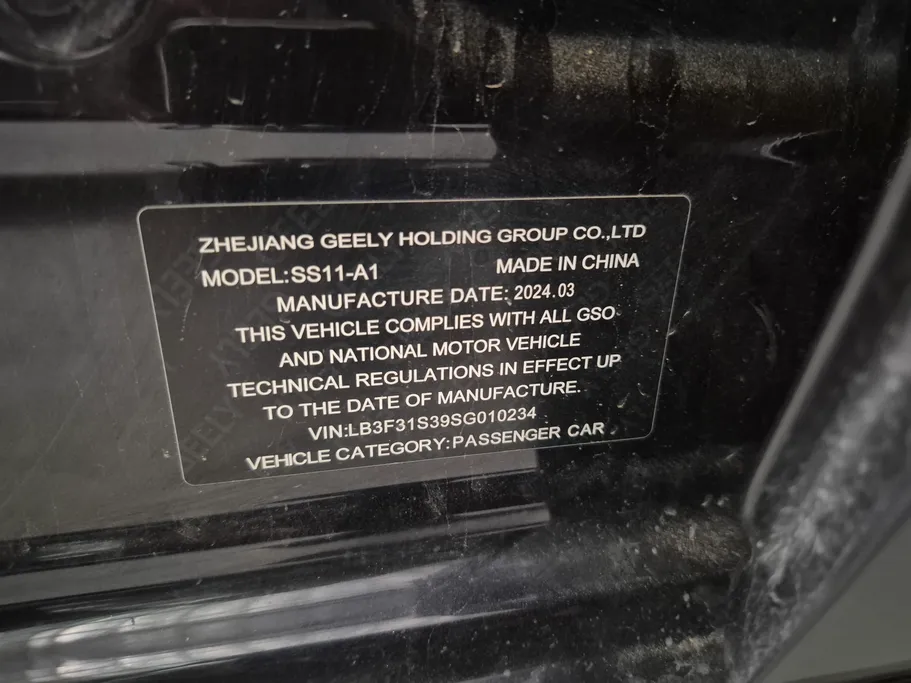 ZHEJIANG GEELY HOLDING GROUP CO.,LTD
MODEL:SS11-A1 MADE IN CHINA
MANUFACTURE DATE: 2024.03
THIS VEHICLE COMPLIES WITH ALL GSO
AND NATIONAL MOTOR VEHICLE
TECHNICAL REGULATIONS IN EFFECT UP
TO THE DATE OF MANUFACTURE.
VIN:LB3F31S39SG010234
VEHICLE CATEGORY:PASSENGER CAR